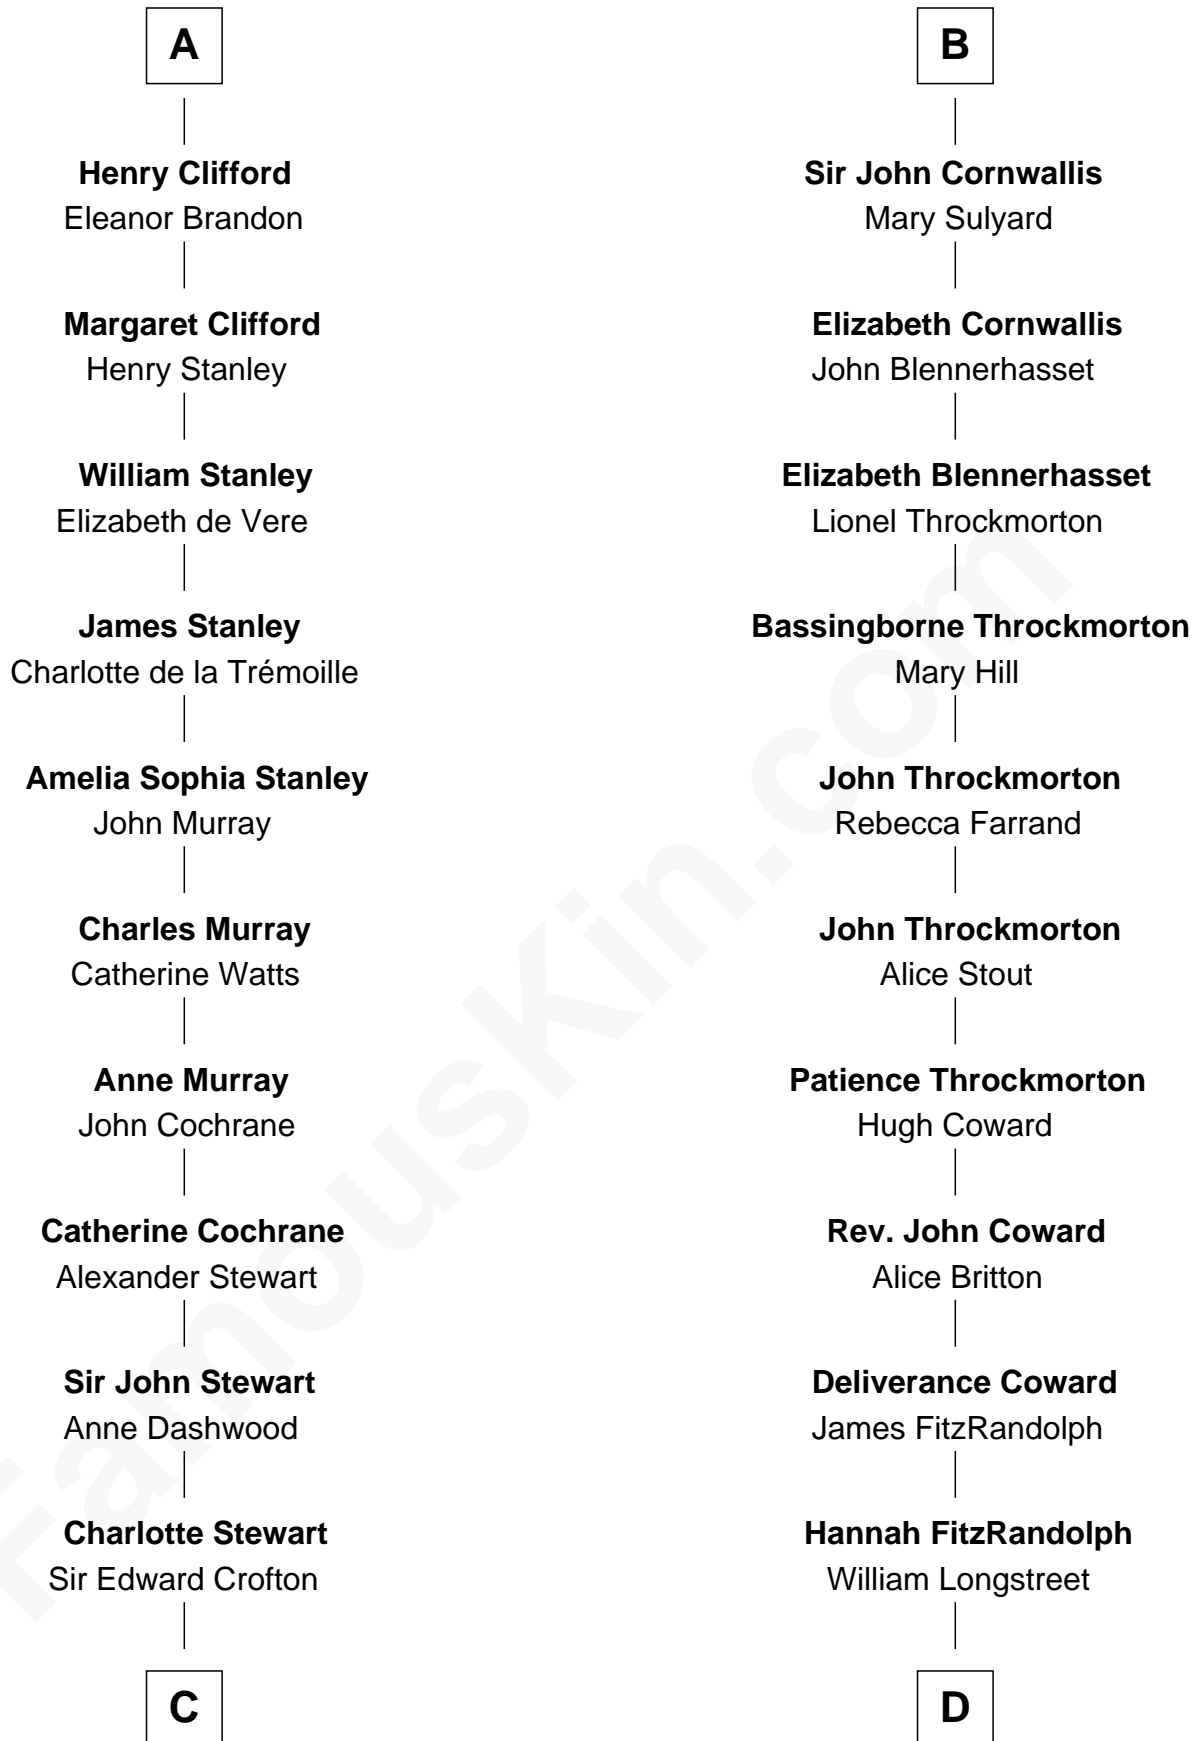 A
Henry Clifford
Eleanor Brandon
Margaret Clifford
Henry Stanley
William Stanley
Elizabeth de Vere
James Stanley
Charlotte de la Trémoille
Amelia Sophia Stanley
John Murray
Charles Murray
Catherine Watts
Anne Murray
John Cochrane
Catherine Cochrane
Alexander Stewart
Sir John Stewart
Anne Dashwood
Charlotte Stewart
Sir Edward Crofton
C
B
Sir John Cornwallis
Mary Sulyard
Elizabeth Cornwallis
John Blennerhasset
Elizabeth Blennerhasset
Lionel Throckmorton
Bassingborne Throckmorton
Mary Hill
John Throckmorton
Rebecca Farrand
John Throckmorton
Alice Stout
Patience Throckmorton
Hugh Coward
Rev. John Coward
Alice Britton
Deliverance Coward
James FitzRandolph
Hannah FitzRandolph
William Longstreet
D
FamousKin.com